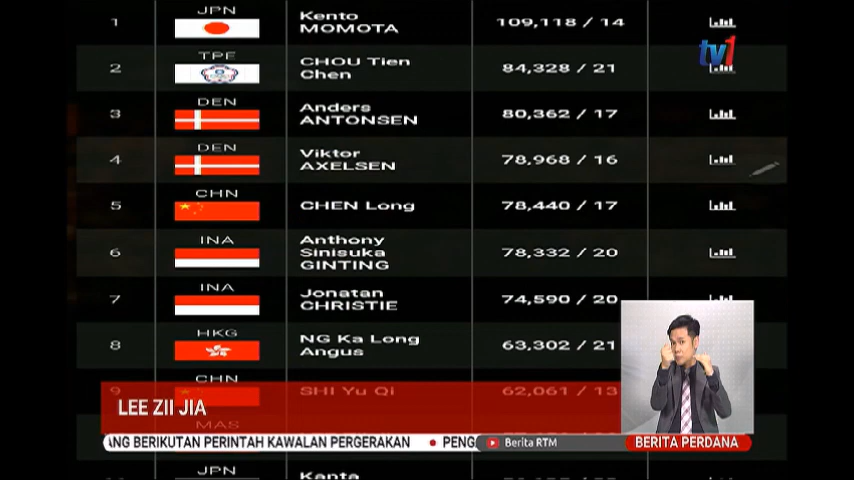 1
JPN
Kento
MOMOTA
109,118 / 14
tv1
2
TPE
CHOU Tien
Chen
84,328 / 21
3
DEN
Anders
ANTONSEN
80,362 / 17
4
DEN
Viktor
AXELSEN
78,968 / 16
5
CHN
CHEN Long
78,440 / 17
6
INA
Anthony
Sinisuka
GINTING
78,332 / 20
7
INA
Jonatan
CHRISTIE
74,590 / 20
8
HKG
NG Ka Long
Angus
63,302 / 21
9
CHN
SHI Yu Qi
62,061 / 13
LEE ZII JIA
MAS
ANG BERIKUTAN PERINTAH KAWALAN PERGERAKAN • PENG
Berita RTM
BERITA PERDANA
JPN
Kanta